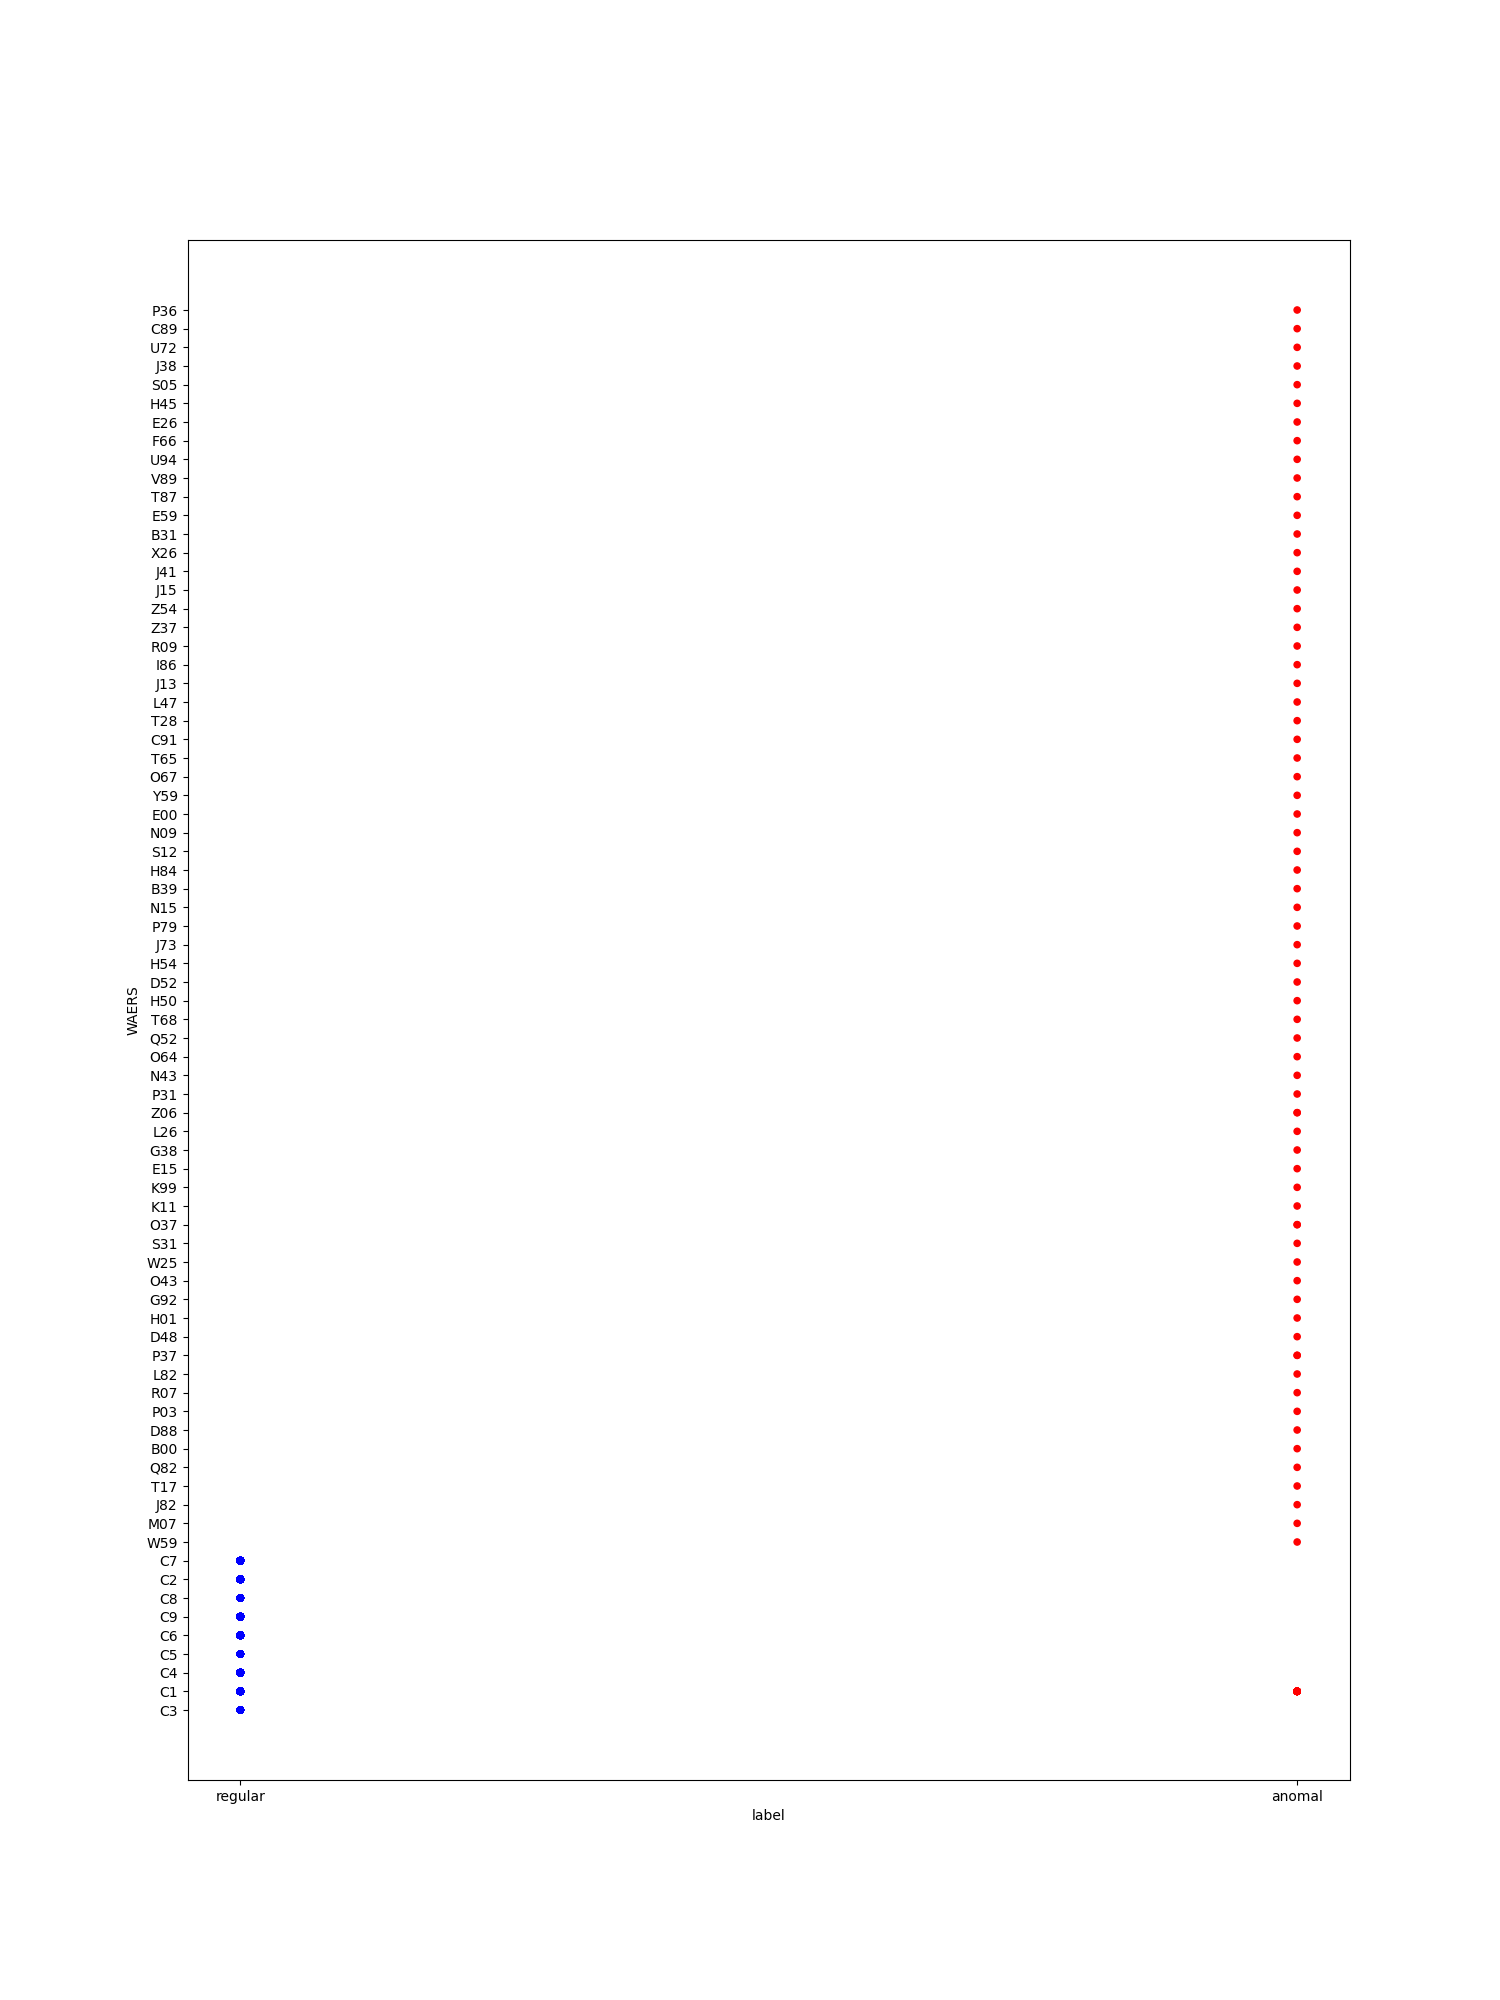 P36
C89
U72
J38
S05
H45
E26
F66
U94
V89
T87
E59
B31
X26
J41
J15
Z54
Z37
R09
I86
J13
L47
T28
C91
T65
O67
Y59
E00
N09
S12
H84
B39
N15
P79
J73
H54
D52
H50
T68
Q52
O64
N43
P31
Z06
L26
G38
E15
K99
K11
O37
S31
W25
O43
G92
H01
D48
P37
L82
R07
P03
D88
B00
Q82
T17
J82
M07
W59
C7
C2
C8
C9
C6
C5
C4
C1
C3
WAERS
regular
anomal
label